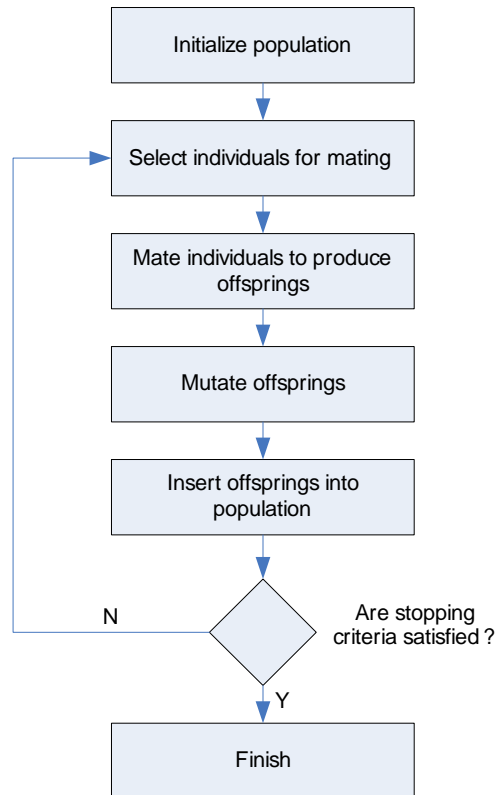 Initialize population
Select individuals for mating
Mate individuals to produce
offsprings
Mutate offsprings
Insert offsprings into
population
N
Are stopping
criteria satisfied ?
Y
Finish